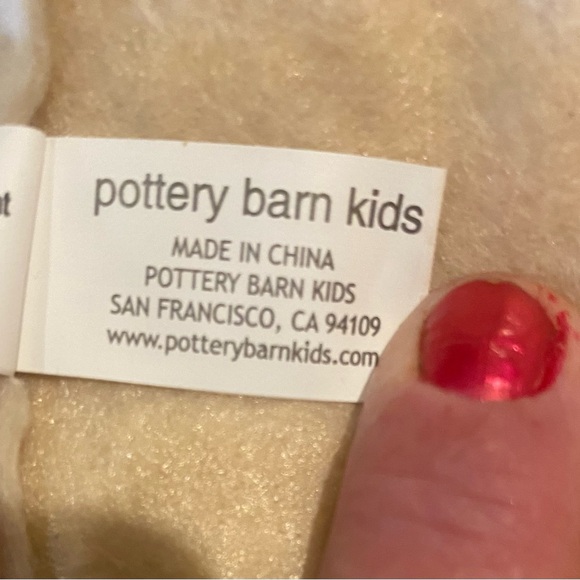 pottery barn kids
MADE IN CHINA
POTTERY BARN KIDS
SAN FRANCISCO, CA 94109
www.potterybarnkids.com